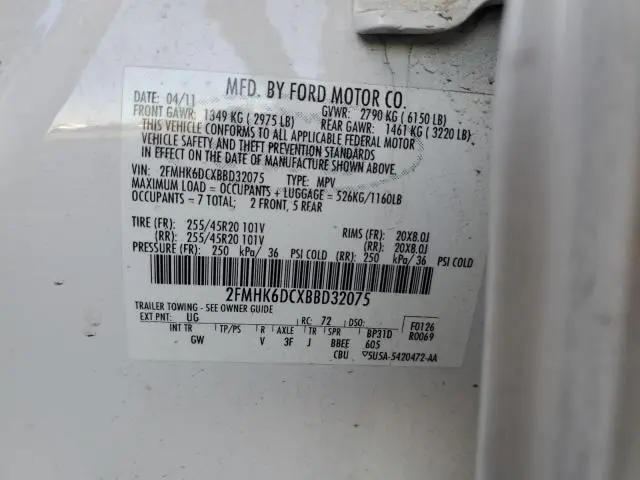 MFD. BY FORD MOTOR CO.
DATE: 04/11 GVWR: 2790 KG ( 6150 LB)
FRONT GAWR: 1349 KG ( 2975 LB) REAR GAWR: 1461 KG ( 3220 LB)
THIS VEHICLE CONFORMS TO ALL APPLICABLE FEDERAL MOTOR
VEHICLE SAFETY AND THEFT PREVENTION STANDARDS
IN EFFECT ON THE DATE OF MANUFACTURE SHOWN ABOVE.
VIN: 2FMHK6DCXBBD32075 TYPE: MPV
MAXIMUM LOAD = OCCUPANTS + LUGGAGE = 526KG/1160LB
OCCUPANTS = 7 TOTAL; 2 FRONT, 5 REAR
TIRE (FR): 255/45R20 101V RIMS (FR): 20X8.0J
(RR): 255/45R20 101V (RR): 20X8.0J
PRESSURE (FR): 250 kPa/ 36 PSI COLD (RR): 250 kPa/ 36 PSI COLD
2FMHK6DCXBBD32075
TRAILER TOWING - SEE OWNER GUIDE
EXT PNT: UG RC: 72 DSO: F0126
R0069
INT TR TP/PS R AXLE TR SPR BP31D
GW V 3F J BBEE 605
CBU 5U5A-5420472-AA